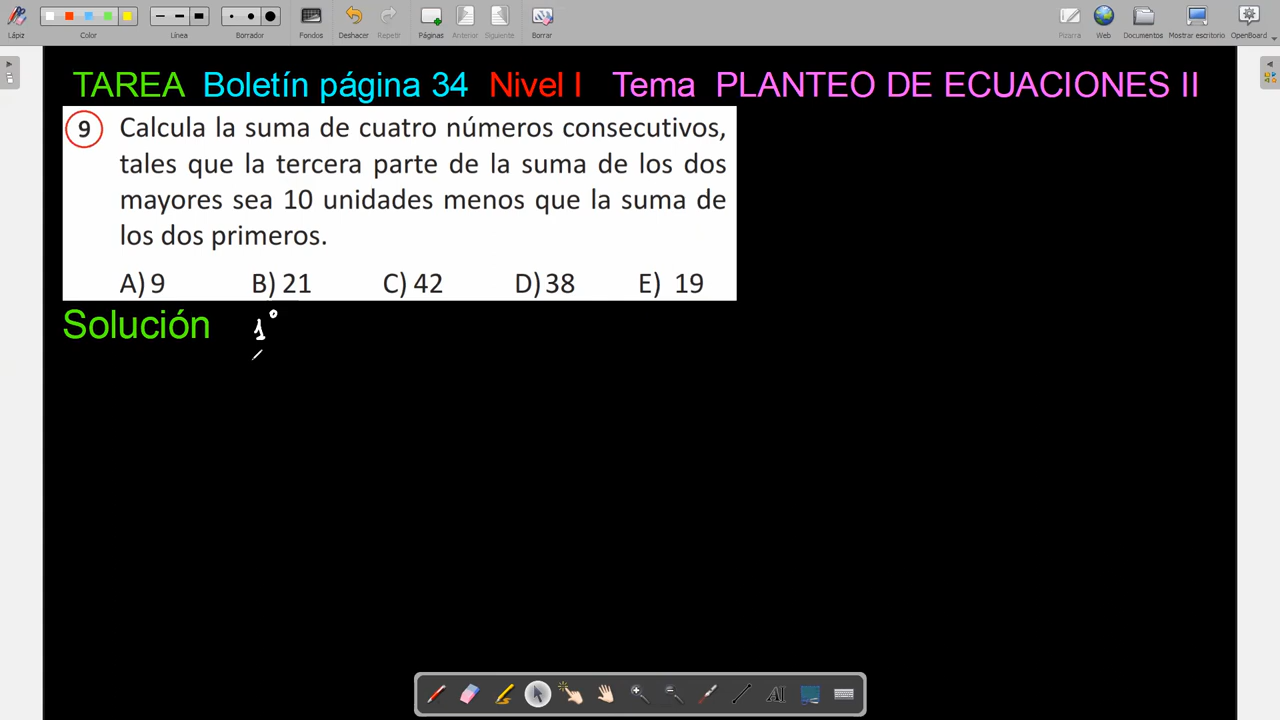 Lápiz Color Línea Borrador Fondos Deshacer Repetir Páginas Anterior Siguiente Borrar Pizarra Web Documentos Mostrar escritorio OpenBoard
TAREA Boletín página 34 Nivel I Tema PLANTEO DE ECUACIONES II
9 Calcula la suma de cuatro números consecutivos,
tales que la tercera parte de la suma de los dos
mayores sea 10 unidades menos que la suma de
los dos primeros.
A) 9 B) 21 C) 42 D) 38 E) 19
Solución 1°
AI